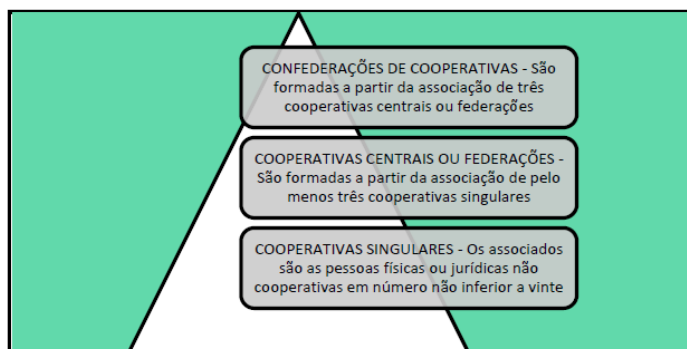 CONFEDERAÇÕES DE COOPERATIVAS - São
formadas a partir da associação de três
cooperativas centrais ou federações
COOPERATIVAS CENTRAIS OU FEDERAÇÕES -
São formadas a partir da associação de pelo
menos três cooperativas singulares
COOPERATIVAS SINGULARES - Os associados
são as pessoas físicas ou jurídicas não
cooperativas em número não inferior a vinte